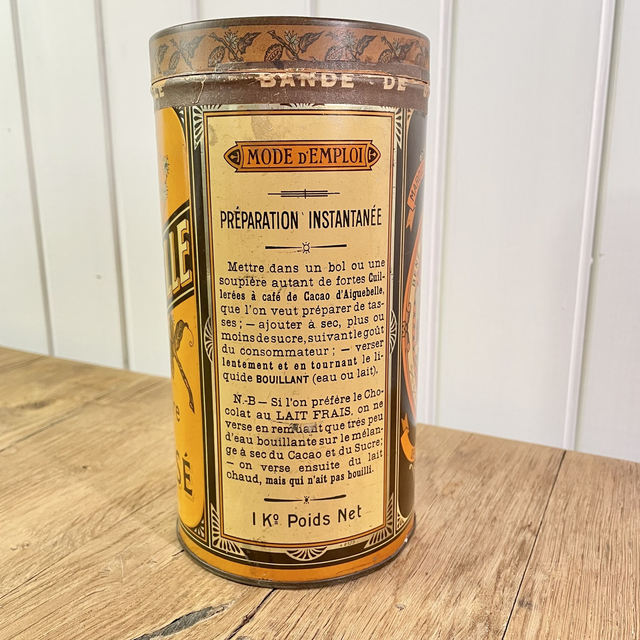 BANDE DE
MODE D'EMPLOI
PRÉPARATION INSTANTANÉE
Mettre dans un bol ou une
soupière autant de fortes Cuil-
lerées à café de Cacao d'Aiguebelle,
que l'on veut préparer de tas-
ses ; — ajouter à sec, plus ou
moins de sucre, suivant le goût
du consommateur ; — verser
lentement et en tournant le li-
quide BOUILLANT (eau ou lait).
N.B — Si l'on préfère le Cho-
colat au LAIT FRAIS, on ne
verse en remuant que très peu
d'eau bouillante sur le mélan-
ge à sec du Cacao et du Sucre:
— on verse ensuite du lait
chaud, mais qui n'ait pas bouilli.
1 Kº Poids Net
LLE
SÉ